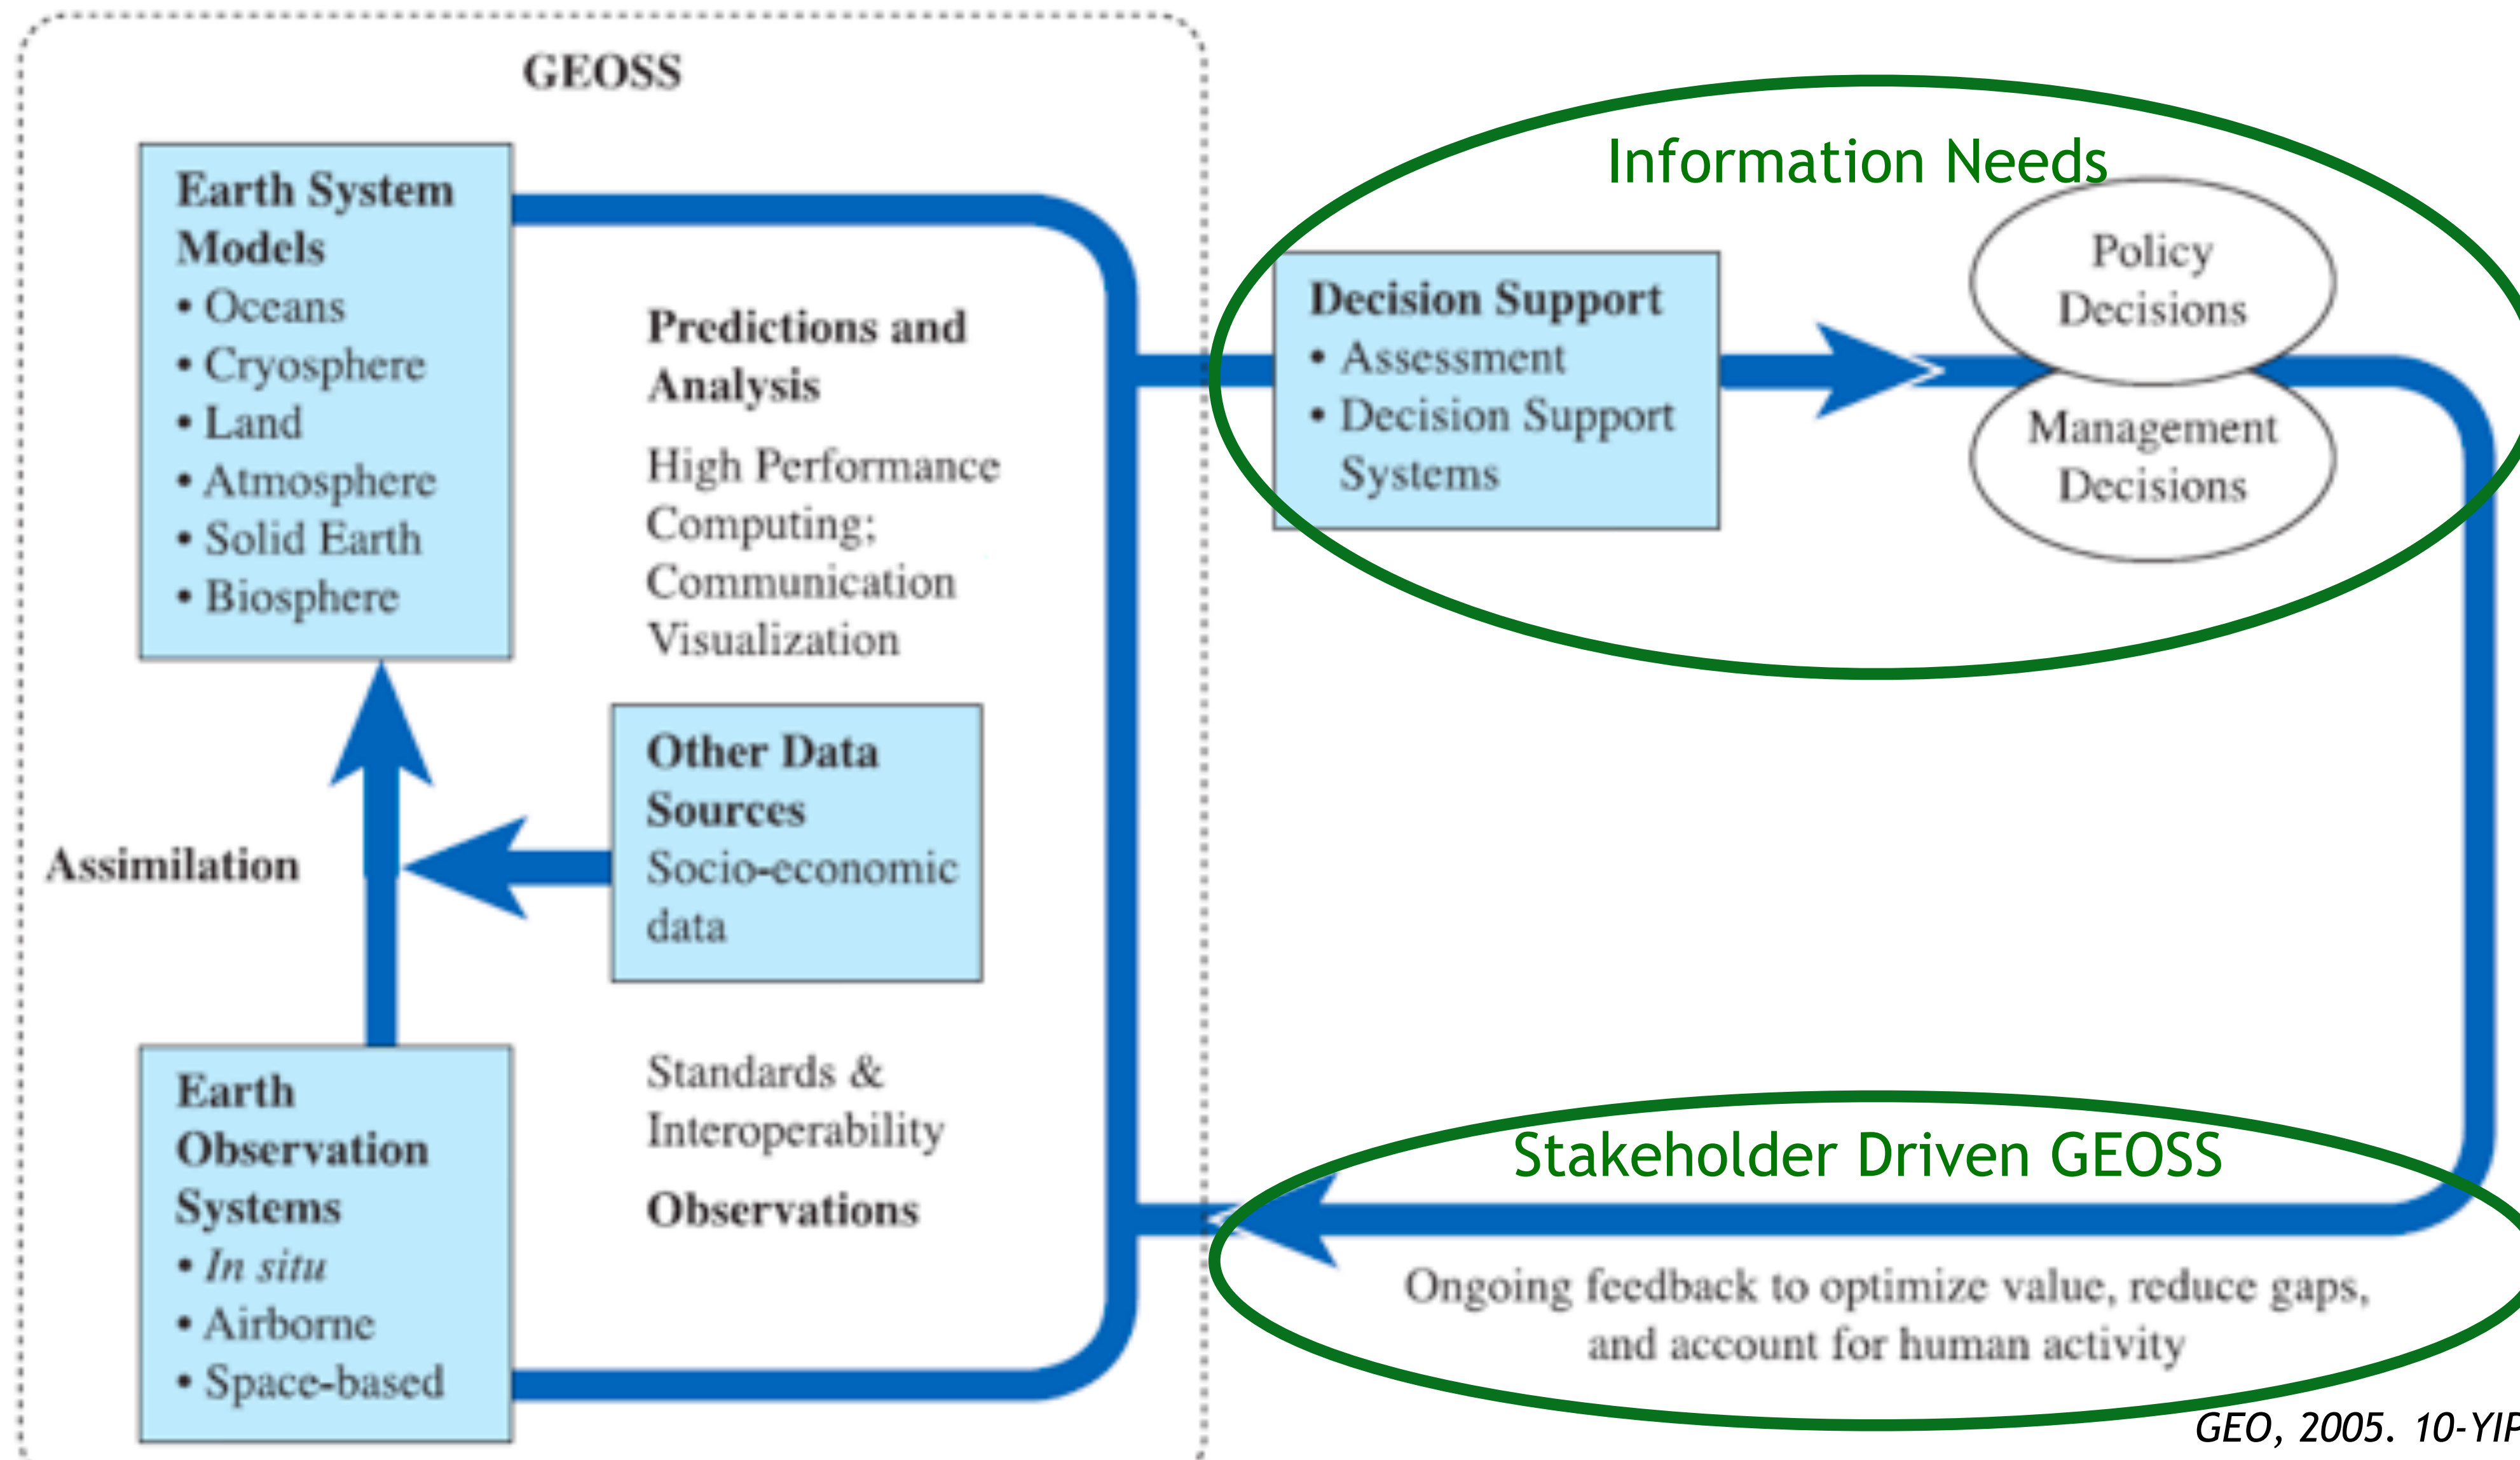 GEOSS
Earth System
Models
• Oceans
• Cryosphere
• Land
• Atmosphere
• Solid Earth
• Biosphere
Predictions and
Analysis
High Performance
Computing;
Communication
Visualization
Other Data
Sources
Socio-economic
data
Assimilation
Earth
Observation
Systems
• In situ
• Airborne
• Space-based
Standards &
Interoperability
Observations
Information Needs
Decision Support
• Assessment
• Decision Support
Systems
Policy
Decisions
Management
Decisions
Stakeholder Driven GEOSS
Ongoing feedback to optimize value, reduce gaps,
and account for human activity
GEO, 2005. 10-YIP